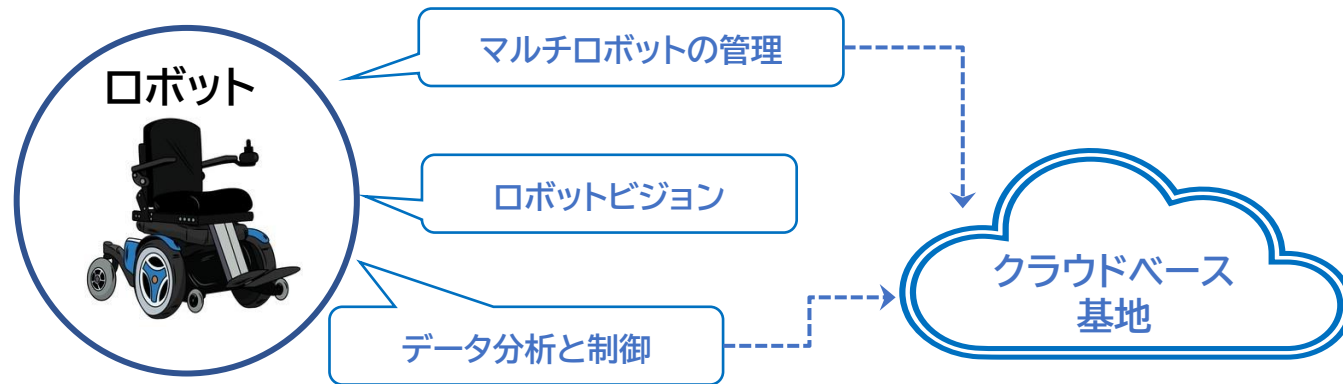 マルチロボットの管理
ロボット
ロボットビジョン
クラウドベース
基地
データ分析と制御